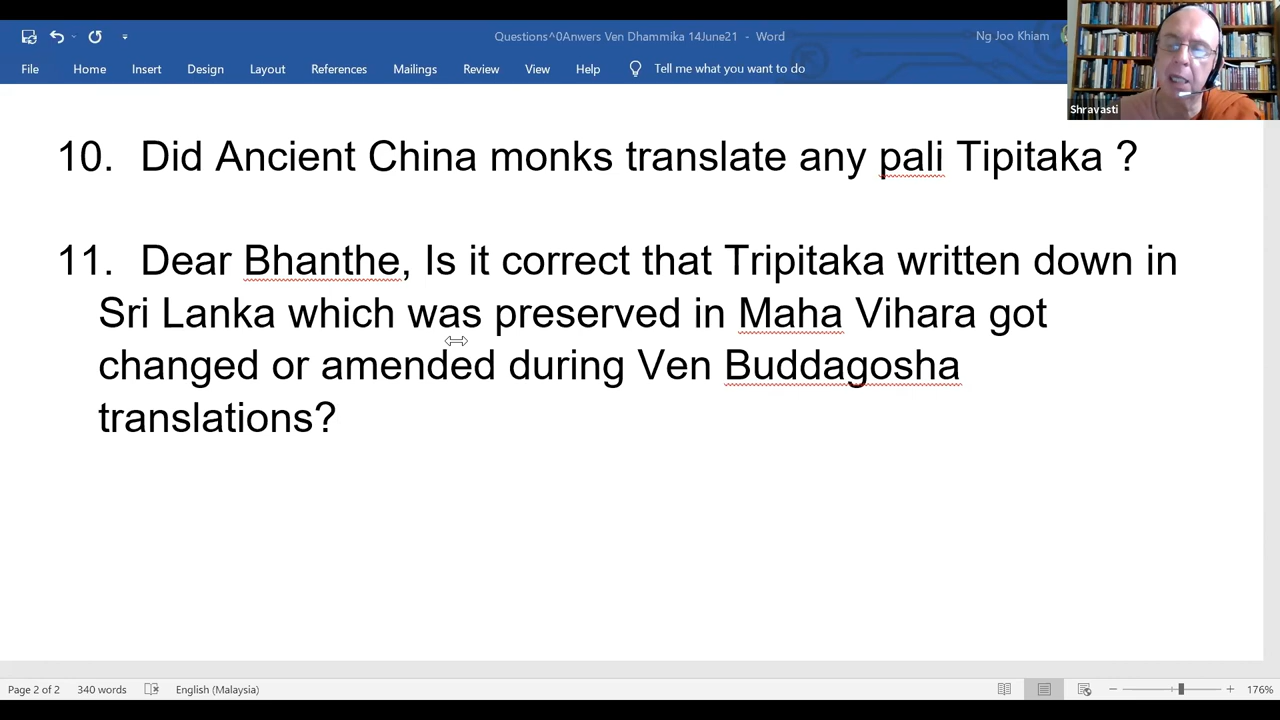 Questions^0Anwers Ven Dhammika 14June21 - Word
Ng Joo Khiam
File Home Insert Design Layout References Mailings Review View Help Tell me what you want to do
Shravasti
10. Did Ancient China monks translate any pali Tipitaka ?
11. Dear Bhanthe, Is it correct that Tripitaka written down in
Sri Lanka which was preserved in Maha Vihara got
changed or amended during Ven Buddagosha
translations?
Page 2 of 2 340 words English (Malaysia) 176%